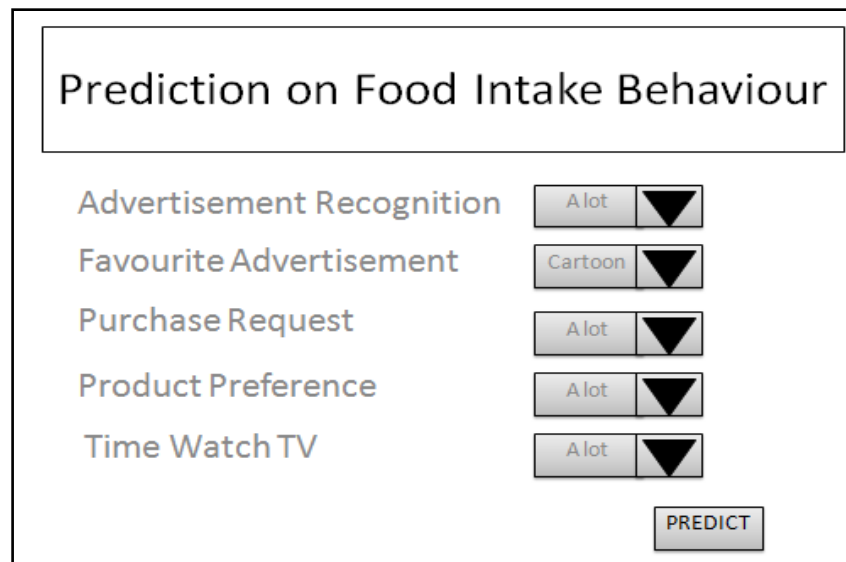 Prediction on Food Intake Behaviour
Advertisement Recognition A lot
Favourite Advertisement Cartoon
Purchase Request A lot
Product Preference A lot
Time Watch TV A lot
PREDICT